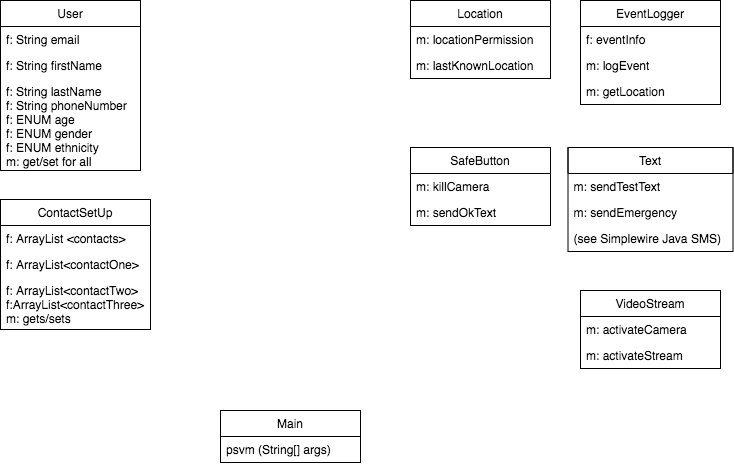 User
f: String email
f: String firstName
f: String lastName
f: String phoneNumber
f: ENUM age
f: ENUM gender
f: ENUM ethnicity
m: get/set for all
Location
m: locationPermission
m: lastKnownLocation
EventLogger
f: eventInfo
m: logEvent
m: getLocation
SafeButton
m: killCamera
m: sendOkText
Text
m: sendTestText
m: sendEmergency
(see Simplewire Java SMS)
ContactSetUp
f: ArrayList <contacts>
f: ArrayList<contactOne>
f: ArrayList<contactTwo>
f:ArrayList<contactThree>
m: gets/sets
VideoStream
m: activateCamera
m: activateStream
Main
psvm (String[] args)